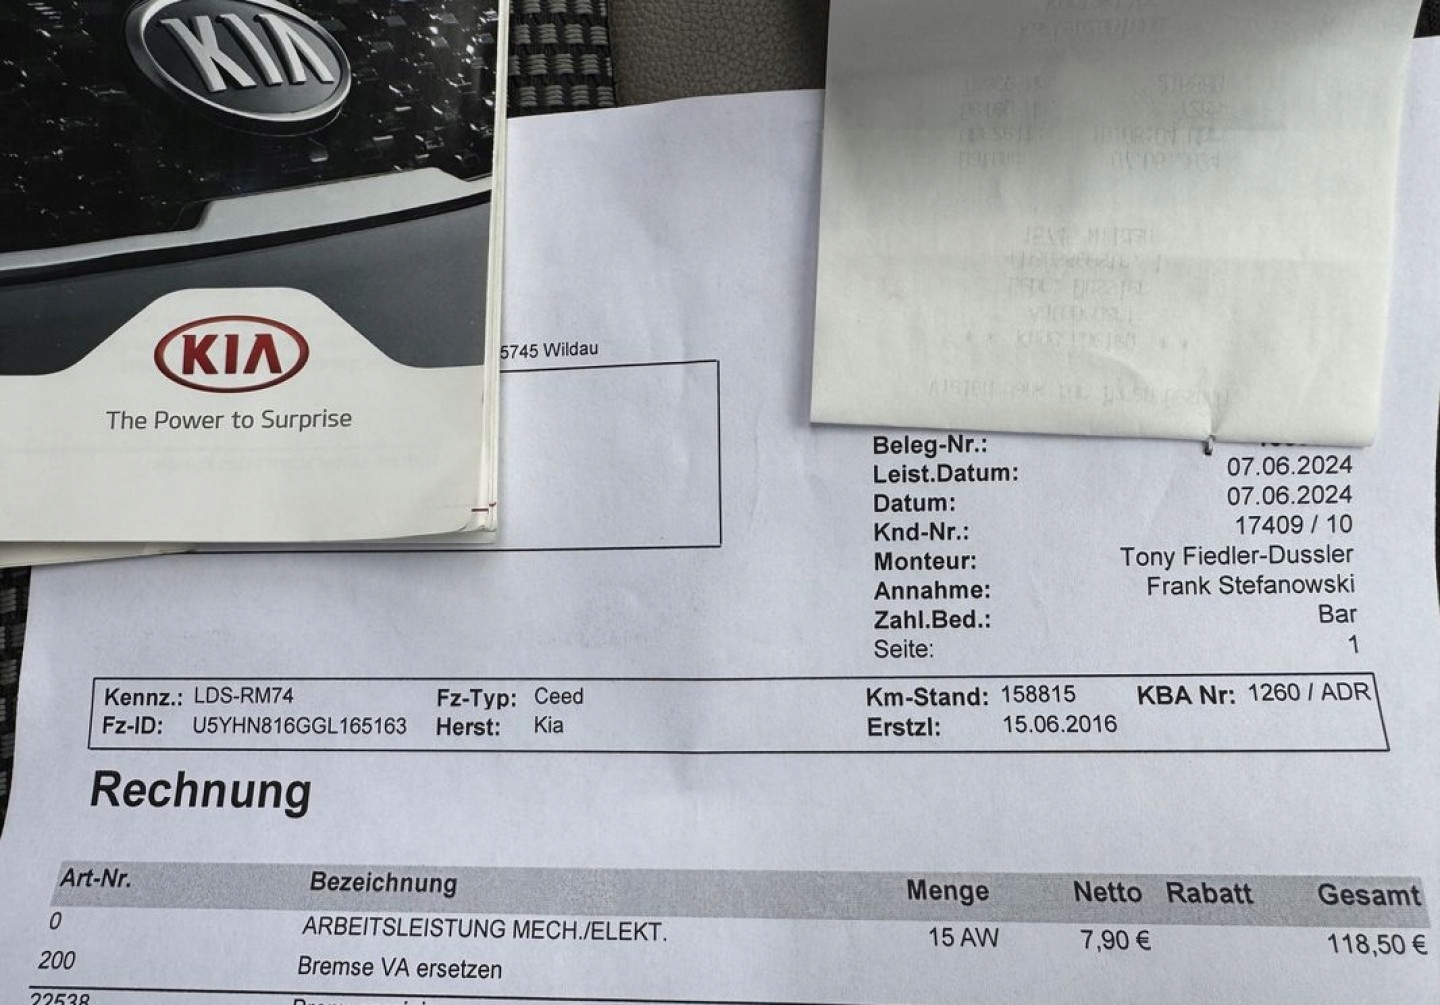 KIA
KIA
The Power to Surprise
5745 Wildau
Beleg-Nr.:
Leist.Datum: 07.06.2024
Datum: 07.06.2024
Knd-Nr.: 17409 / 10
Monteur: Tony Fiedler-Dussler
Annahme: Frank Stefanowski
Zahl.Bed.: Bar
Seite: 1
Kennz.: LDS-RM74 Fz-Typ: Ceed Km-Stand: 158815 KBA Nr: 1260 / ADR
Fz-ID: U5YHN816GGL165163 Herst: Kia Erstzl: 15.06.2016
Rechnung
Art-Nr. Bezeichnung Menge Netto Rabatt Gesamt
0 ARBEITSLEISTUNG MECH./ELEKT. 15 AW 7,90 € 118,50 €
200 Bremse VA ersetzen
22538